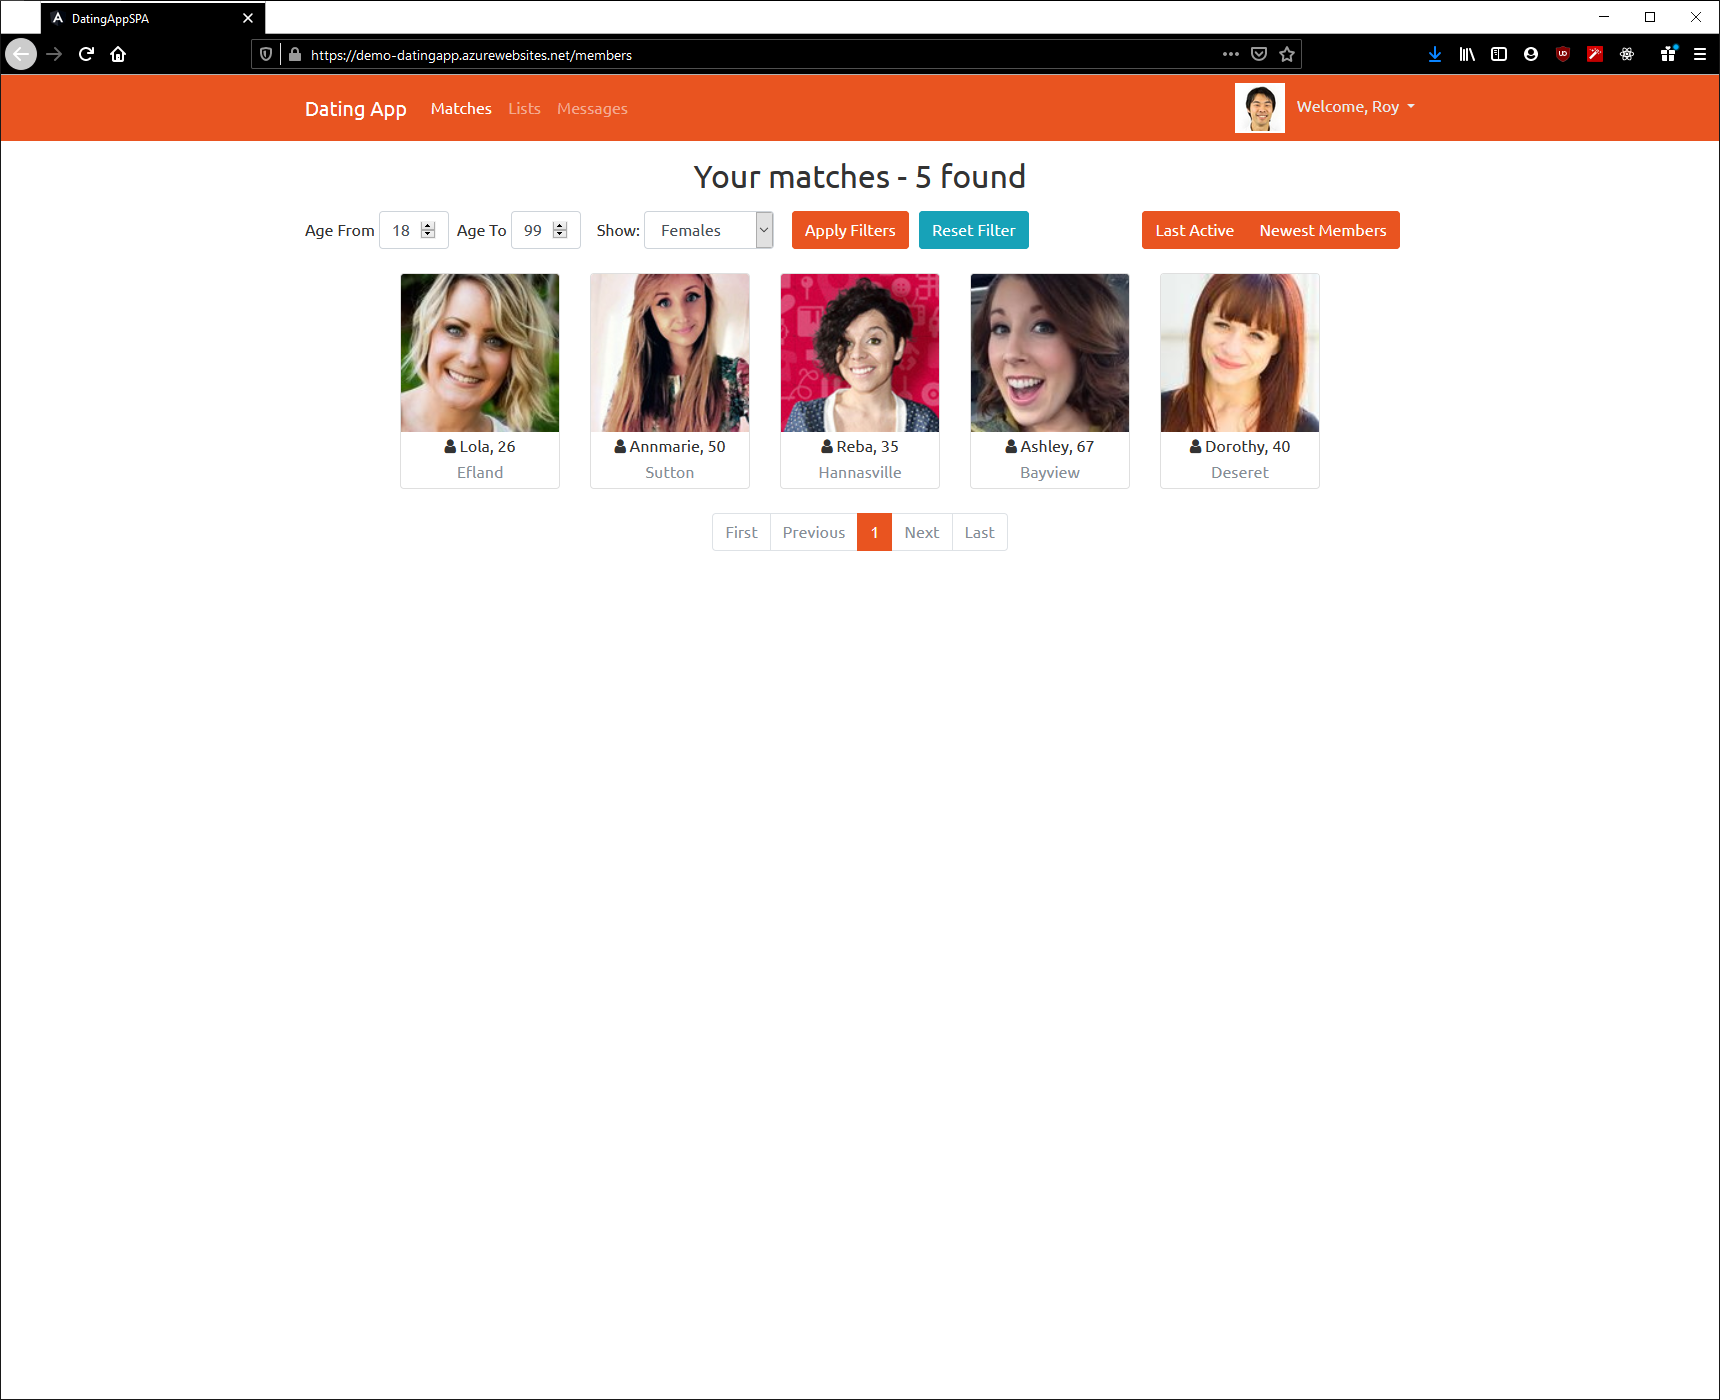 DatingAppSPA
https://demo-datingapp.azurewebsites.net/members
Dating App Matches Lists Messages Welcome, Roy
Your matches - 5 found
Age From 18 Age To 99 Show: Females Apply Filters Reset Filter Last Active Newest Members
Lola, 26
Efland
Annmarie, 50
Sutton
Reba, 35
Hannasville
Ashley, 67
Bayview
Dorothy, 40
Deseret
First Previous 1 Next Last